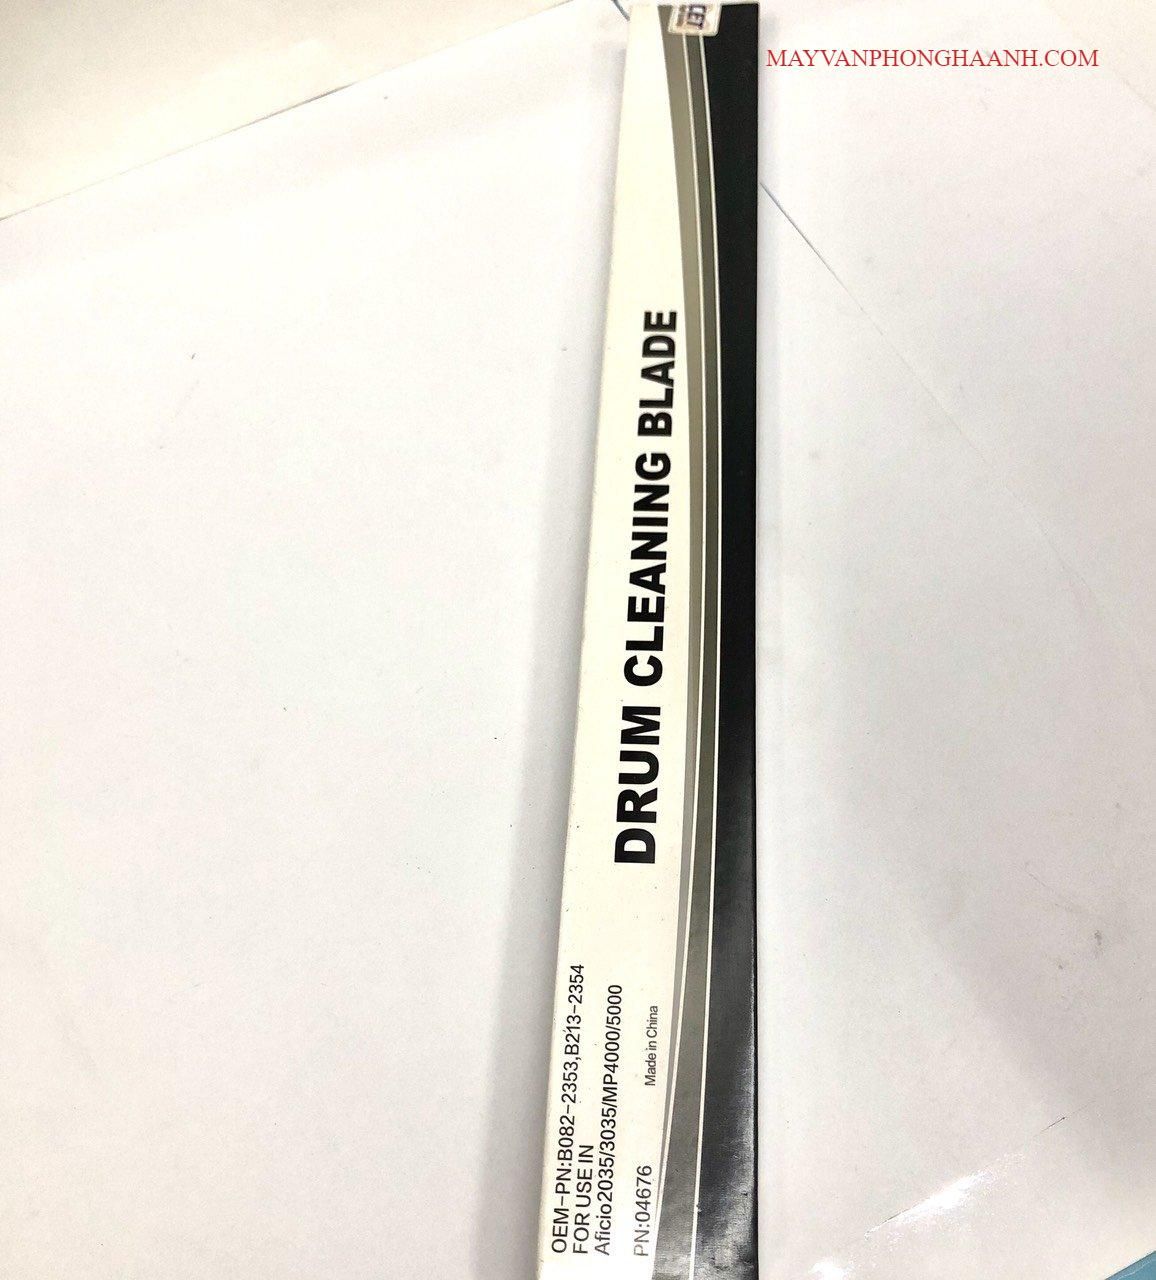 MAYVANPHONGHAANH.COM
CET
DRUM CLEANING BLADE
OEM-PN:B082-2353,B213-2354
FOR USE IN
Aficio2035/3035/MP4000/5000
PN:04676 Made in China